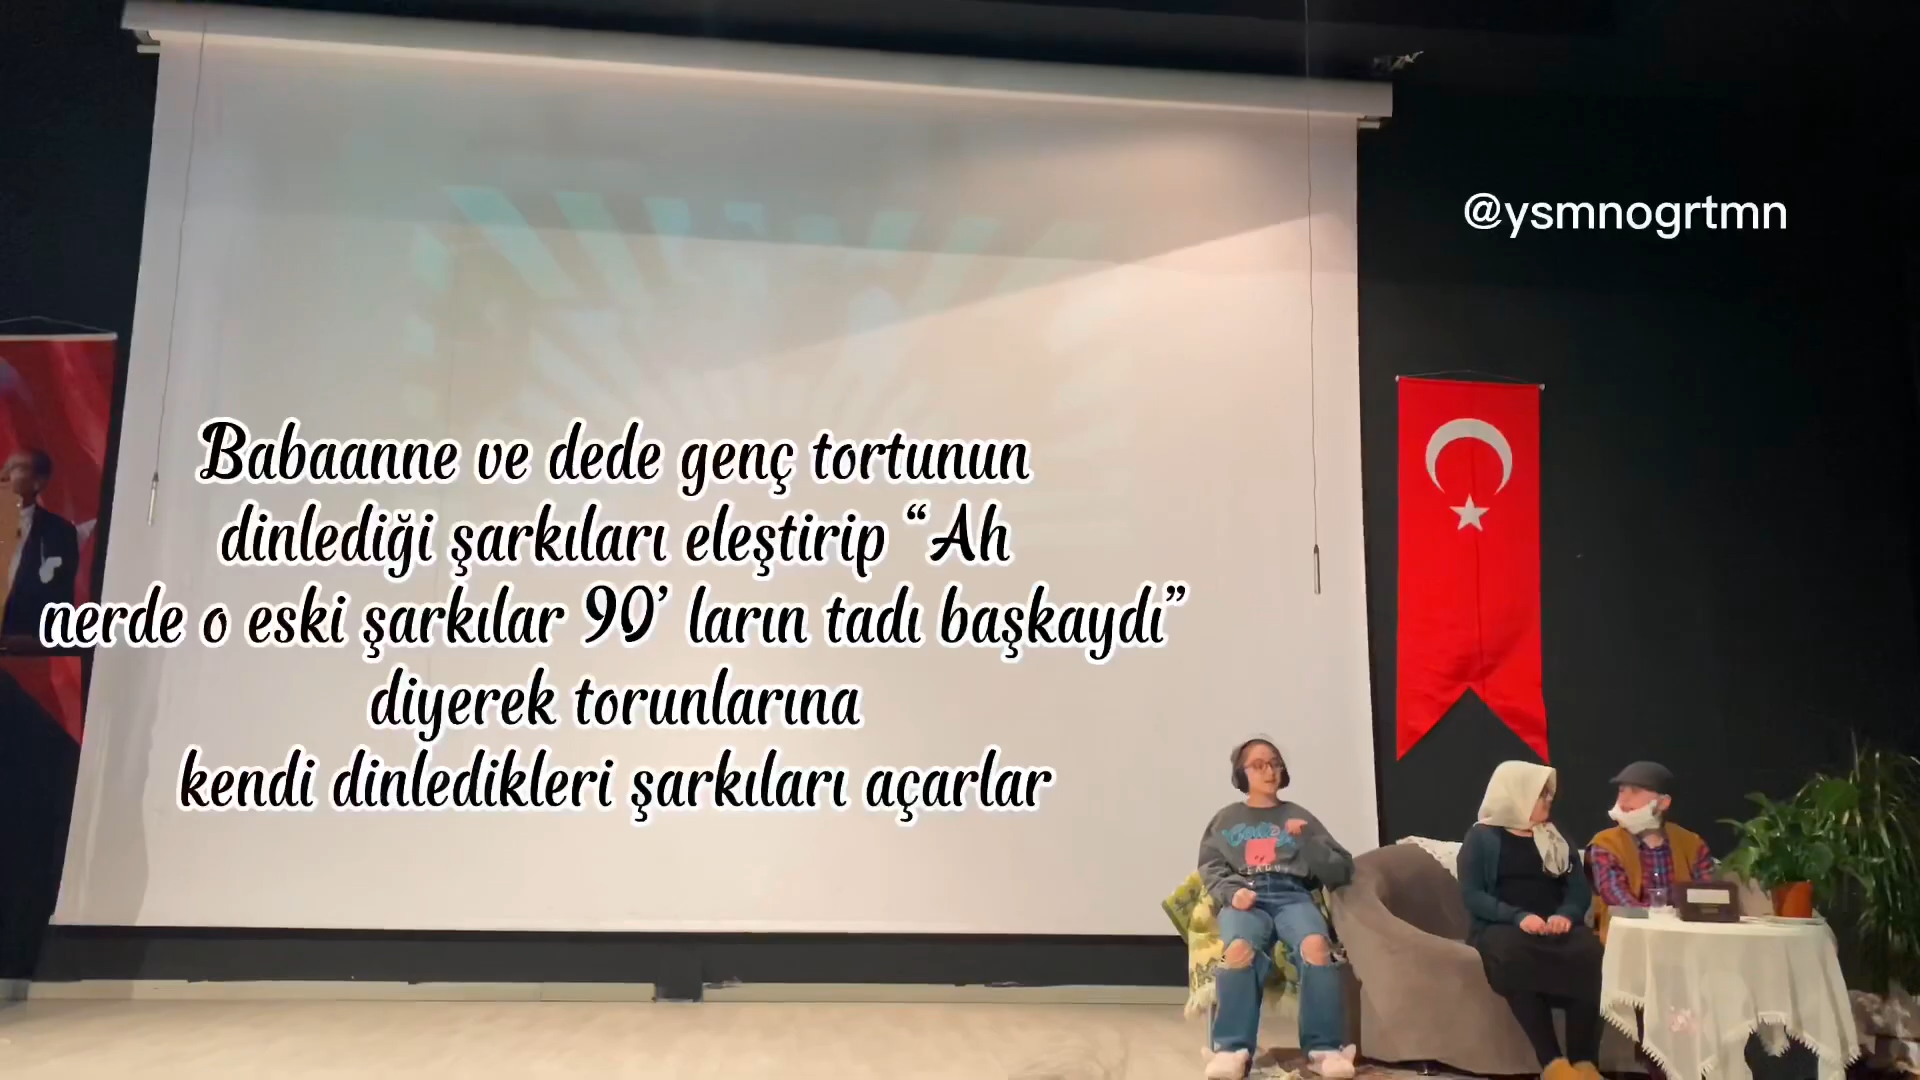 @ysmnogrtmn
Babaanne ve dede genç tortunun
dinlediği şarkıları eleştirip “Ah
nerde o eski şarkılar 90’ ların tadı başkaydı”
diyerek torunlarına
kendi dinledikleri şarkıları açarlar